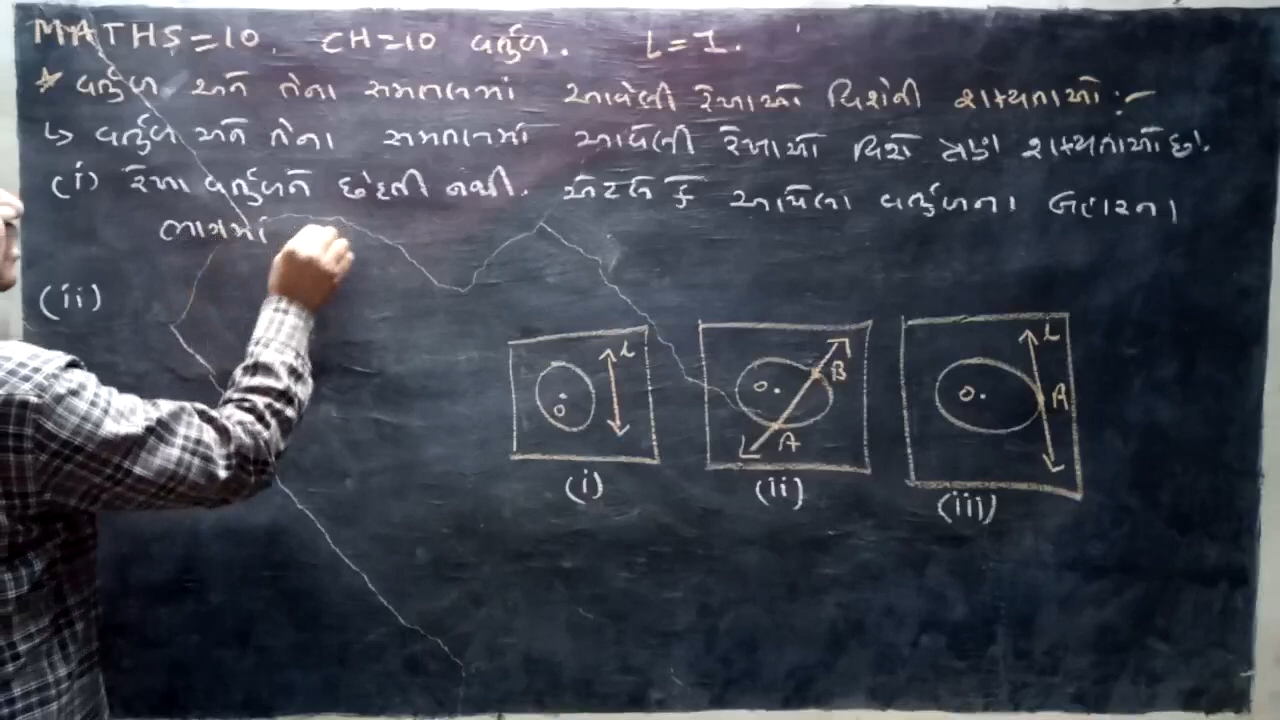 MATHS=10. CH=10 વર્તુળ. L=1.
* વર્તુળ અને તેના સમતલમાં આવેલી રેખાઓ વિશેની શક્યતાઓ:-
↳ વર્તુળ અને તેના સમતલમાં આવેલી રેખાઓ વિશે ત્રણ શક્યતાઓ છે.
(i) રેખા વર્તુળને છેદતી નથી. એટલે કે આપેલા વર્તુળના બહારના
ભાગમાં
(ii)
L
O
(i)
O
B
A
(ii)
L
O
A
(iii)